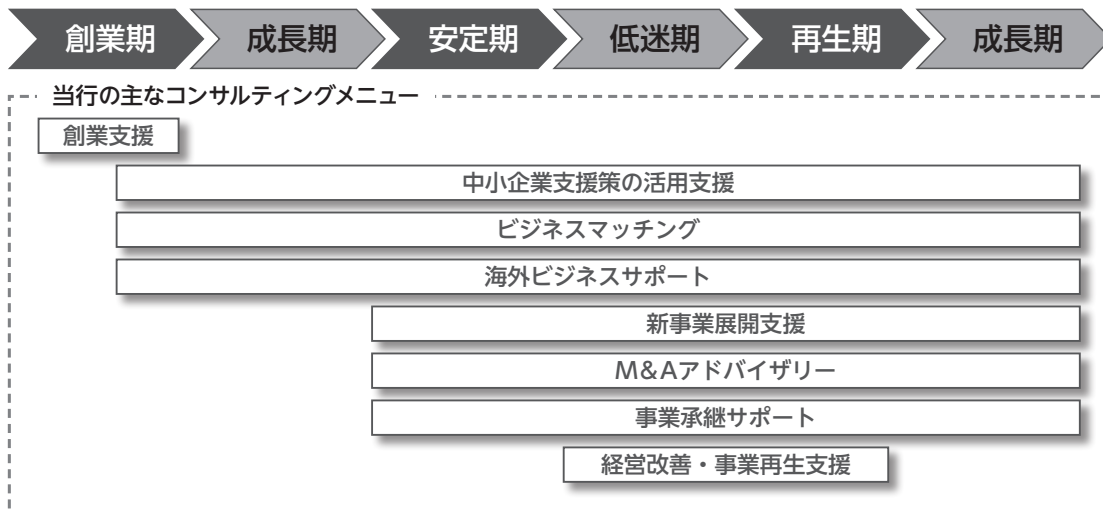 創業期 成長期 安定期 低迷期 再生期 成長期
当行の主なコンサルティングメニュー
創業支援
中小企業支援策の活用支援
ビジネスマッチング
海外ビジネスサポート
新事業展開支援
M&Aアドバイザリー
事業承継サポート
経営改善・事業再生支援